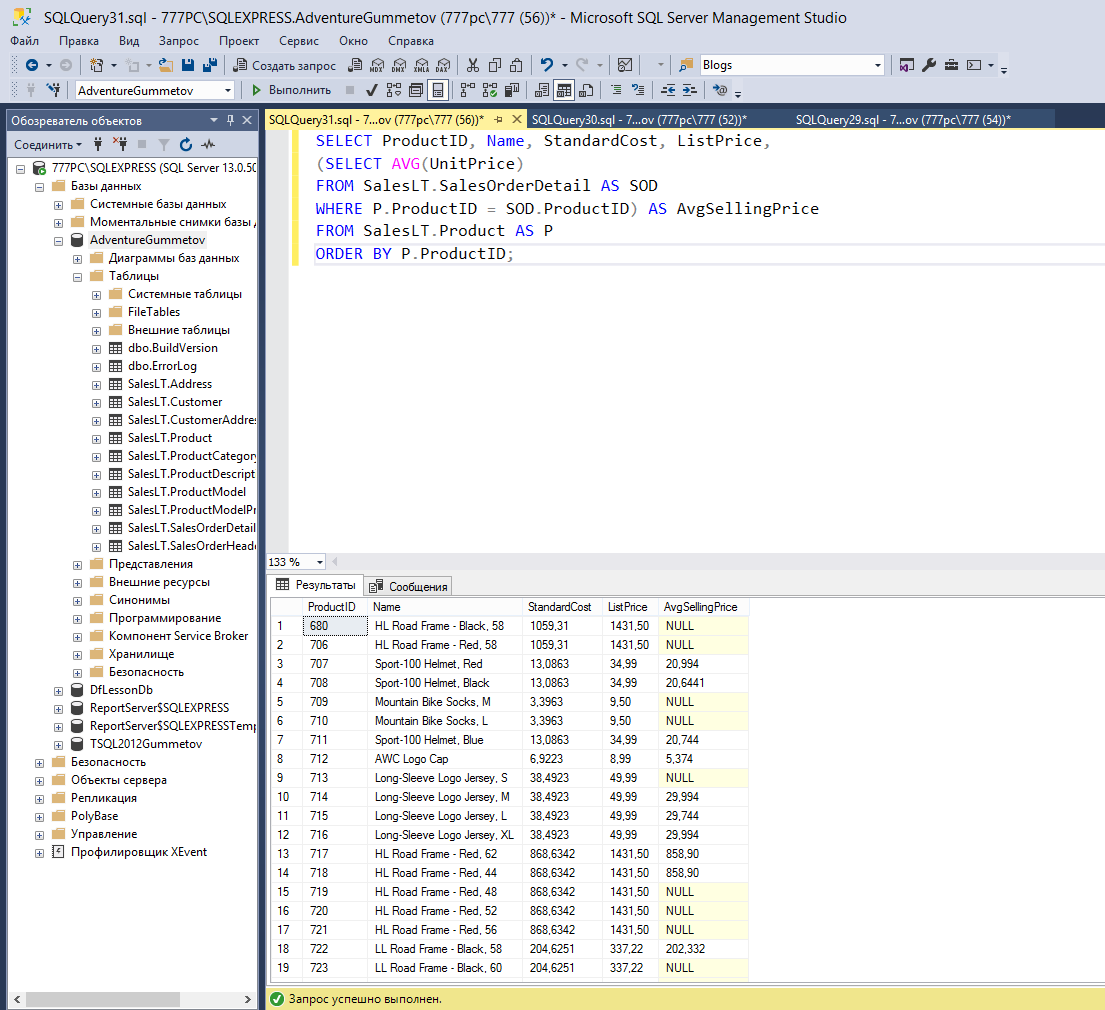 SQLQuery31.sql - 777PC\SQLEXPRESS.AdventureGummetov (777pc\777 (56))* - Microsoft SQL Server Management Studio
Файл Правка Вид Запрос Проект Сервис Окно Справка
Создать запрос MDX DMX XMLA DAX Blogs
AdventureGummetov Выполнить
Обозреватель объектов
Соединить
777PC\SQLEXPRESS (SQL Server 13.0.50
Базы данных
Системные базы данных
Моментальные снимки базы
AdventureGummetov
Диаграммы баз данных
Таблицы
Системные таблицы
FileTables
Внешние таблицы
dbo.BuildVersion
dbo.ErrorLog
SalesLT.Address
SalesLT.Customer
SalesLT.CustomerAddre
SalesLT.Product
SalesLT.ProductCategory
SalesLT.ProductDescript
SalesLT.ProductModel
SalesLT.ProductModelPr
SalesLT.SalesOrderDetail
SalesLT.SalesOrderHeade
Представления
Внешние ресурсы
Синонимы
Программирование
Компонент Service Broker
Хранилище
Безопасность
DfLessonDb
ReportServer$SQLEXPRESS
ReportServer$SQLEXPRESSTemp
TSQL2012Gummetov
Безопасность
Объекты сервера
Репликация
PolyBase
Управление
Профилировщик XEvent
SQLQuery31.sql - 7...ov (777pc\777 (56))* SQLQuery30.sql - 7...ov (777pc\777 (52))* SQLQuery29.sql - 7...ov (777pc\777 (54))*
SELECT ProductID, Name, StandardCost, ListPrice,
(SELECT AVG(UnitPrice)
FROM SalesLT.SalesOrderDetail AS SOD
WHERE P.ProductID = SOD.ProductID) AS AvgSellingPrice
FROM SalesLT.Product AS P
ORDER BY P.ProductID;
133 %
Результаты Сообщения
ProductID Name StandardCost ListPrice AvgSellingPrice
1 680 HL Road Frame - Black, 58 1059,31 1431,50 NULL
2 706 HL Road Frame - Red, 58 1059,31 1431,50 NULL
3 707 Sport-100 Helmet, Red 13,0863 34,99 20,994
4 708 Sport-100 Helmet, Black 13,0863 34,99 20,6441
5 709 Mountain Bike Socks, M 3,3963 9,50 NULL
6 710 Mountain Bike Socks, L 3,3963 9,50 NULL
7 711 Sport-100 Helmet, Blue 13,0863 34,99 20,744
8 712 AWC Logo Cap 6,9223 8,99 5,374
9 713 Long-Sleeve Logo Jersey, S 38,4923 49,99 NULL
10 714 Long-Sleeve Logo Jersey, M 38,4923 49,99 29,994
11 715 Long-Sleeve Logo Jersey, L 38,4923 49,99 29,744
12 716 Long-Sleeve Logo Jersey, XL 38,4923 49,99 29,994
13 717 HL Road Frame - Red, 62 868,6342 1431,50 858,90
14 718 HL Road Frame - Red, 44 868,6342 1431,50 858,90
15 719 HL Road Frame - Red, 48 868,6342 1431,50 NULL
16 720 HL Road Frame - Red, 52 868,6342 1431,50 NULL
17 721 HL Road Frame - Red, 56 868,6342 1431,50 NULL
18 722 LL Road Frame - Black, 58 204,6251 337,22 202,332
19 723 LL Road Frame - Black, 60 204,6251 337,22 NULL
Запрос успешно выполнен.